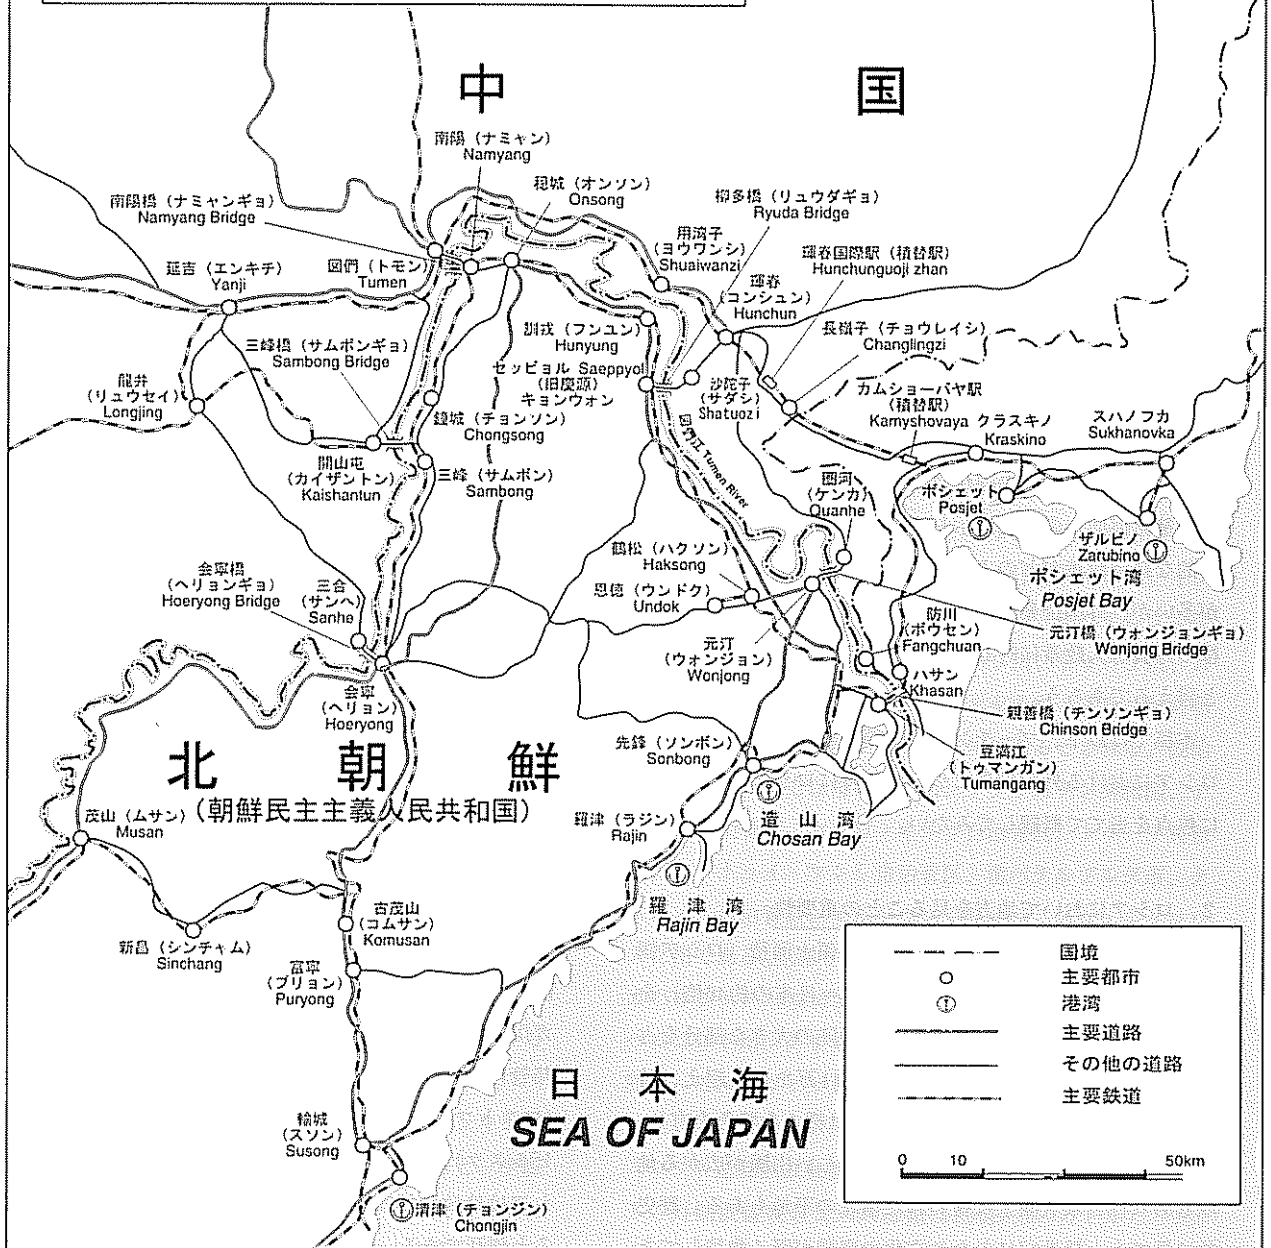 中 国
南陽（ナミャン）
Namyang
南陽橋（ナミャンギョ）
Namyang Bridge
穏城（オンソン）
Onsong
柳多橋（リュウダギョ）
Ryuda Bridge
用湾子
（ヨウワンシ）
Shuaiwanzi
琿春国際駅（積替駅）
Hunchunguoji zhan
延吉（エンキチ）
Yanji
図們（トモン）
Tumen
琿春
（コンシュン）
Hunchun
訓戎（フンユン）
Hunyung
長嶺子（チョウレイシ）
Changlingzi
三峰橋（サムボンギョ）
Sambong Bridge
セッピョル Saeppyol
（旧慶源）
キョンウォン
沙陀子
（サダシ）
Shatuozi
カムショーバヤ駅
（積替駅）
Kamyshovaya
龍井
（リュウセイ）
Longjing
クラスキノ
Kraskino
スハノフカ
Sukhanovka
鐘城（チョンソン）
Chongsong
図們江 Tumen River
開山屯
（カイザントン）
Kaishantun
三峰（サムボン）
Sambong
圏河
（ケンカ）
Quanhe
ポシェット
Posjet
ザルビノ
Zarubino
鶴松（ハクソン）
Haksong
会寧橋
（ヘリョンギョ）
Hoeryong Bridge
三合
（サンヘ）
Sanhe
恩徳（ウンドク）
Undok
ポシェット湾
Posjet Bay
防川
（ボウセン）
Fangchuan
元汀橋（ウォンジョンギョ）
Wonjong Bridge
元汀
（ウォンジョン）
Wonjong
ハサン
Khasan
会寧
（ヘリョン）
Hoeryong
親善橋（チンソンギョ）
Chinson Bridge
先鋒（ソンボン）
Sonbong
豆満江
（トゥマンガン）
Tumangang
北 朝 鮮
（朝鮮民主主義人民共和国）
茂山（ムサン）
Musan
羅津（ラジン）
Rajin
造 山 湾
Chosan Bay
羅 津 湾
Rajin Bay
古茂山
（コムサン）
Komusan
新昌（シンチャム）
Sinchang
富寧
（プリョン）
Puryong
国境
主要都市
港湾
主要道路
その他の道路
主要鉄道
0 10 50km
日 本 海
SEA OF JAPAN
輸城
（スソン）
Susong
清津（チョンジン）
Chongjin